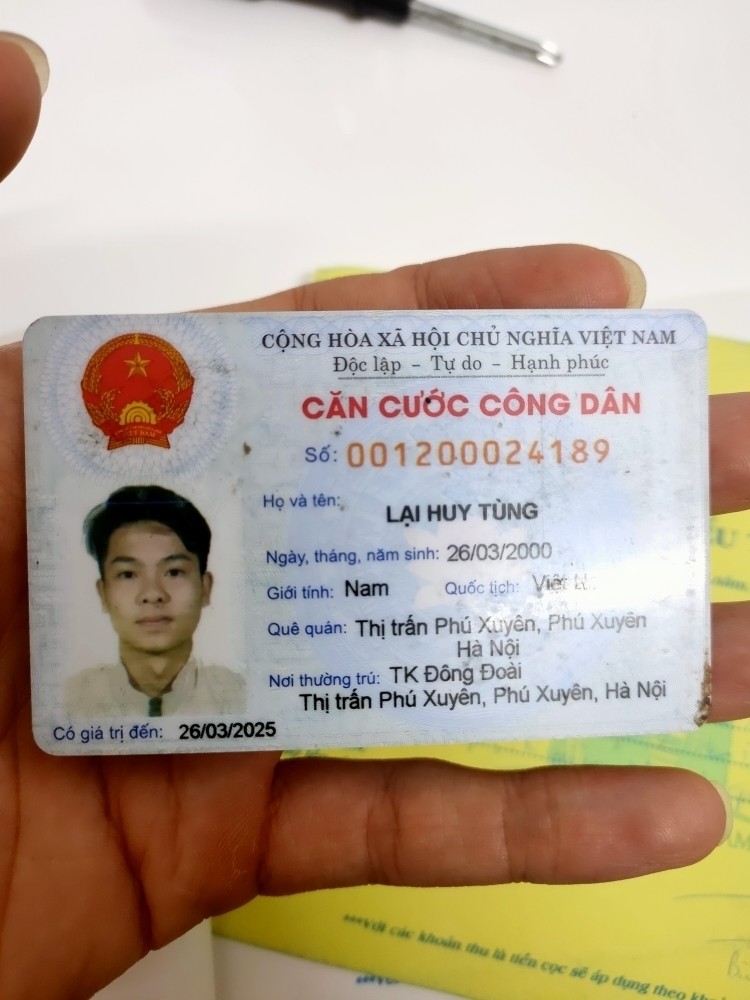 CỘNG HÒA XÃ HỘI CHỦ NGHĨA VIỆT NAM
Độc lập - Tự do - Hạnh phúc
CĂN CƯỚC CÔNG DÂN
Số: 001200024189
Họ và tên:
LẠI HUY TÙNG
Ngày, tháng, năm sinh: 26/03/2000
Giới tính: Nam Quốc tịch: Việt
Quê quán: Thị trấn Phú Xuyên, Phú Xuyên
Hà Nội
Nơi thường trú: TK Đông Đoài
Thị trấn Phú Xuyên, Phú Xuyên, Hà Nội
Có giá trị đến: 26/03/2025
***Với các khoản thu là tiền cọc sẽ áp dụng theo